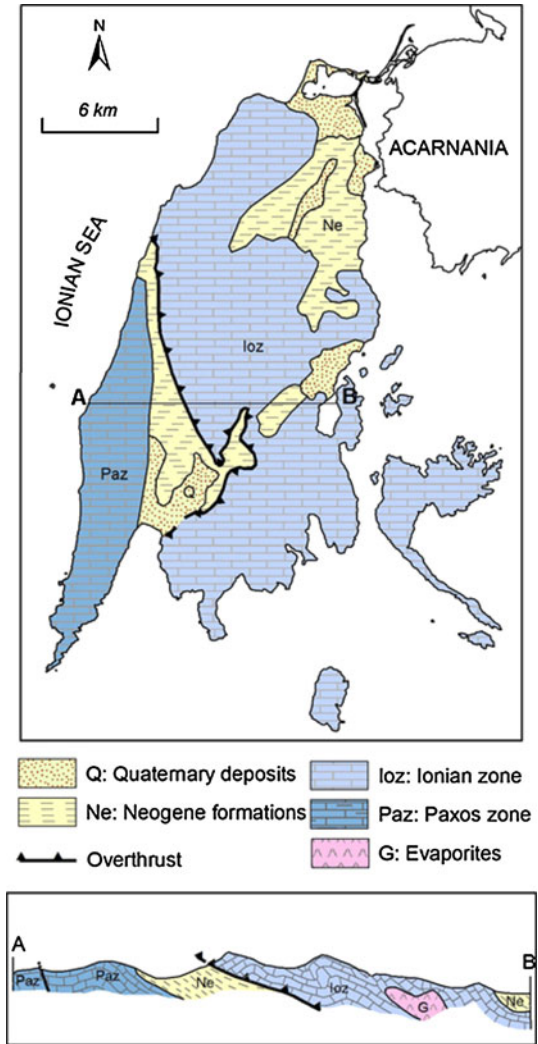 N
6 km
ACARNANIA
IONIAN SEA
Ne
Ioz
A
B
Paz
Q
Q: Quaternary deposits
Ioz: Ionian zone
Ne: Neogene formations
Paz: Paxos zone
Overthrust
G: Evaporites
A
B
Paz
Paz
Ne
Ioz
G
Ne